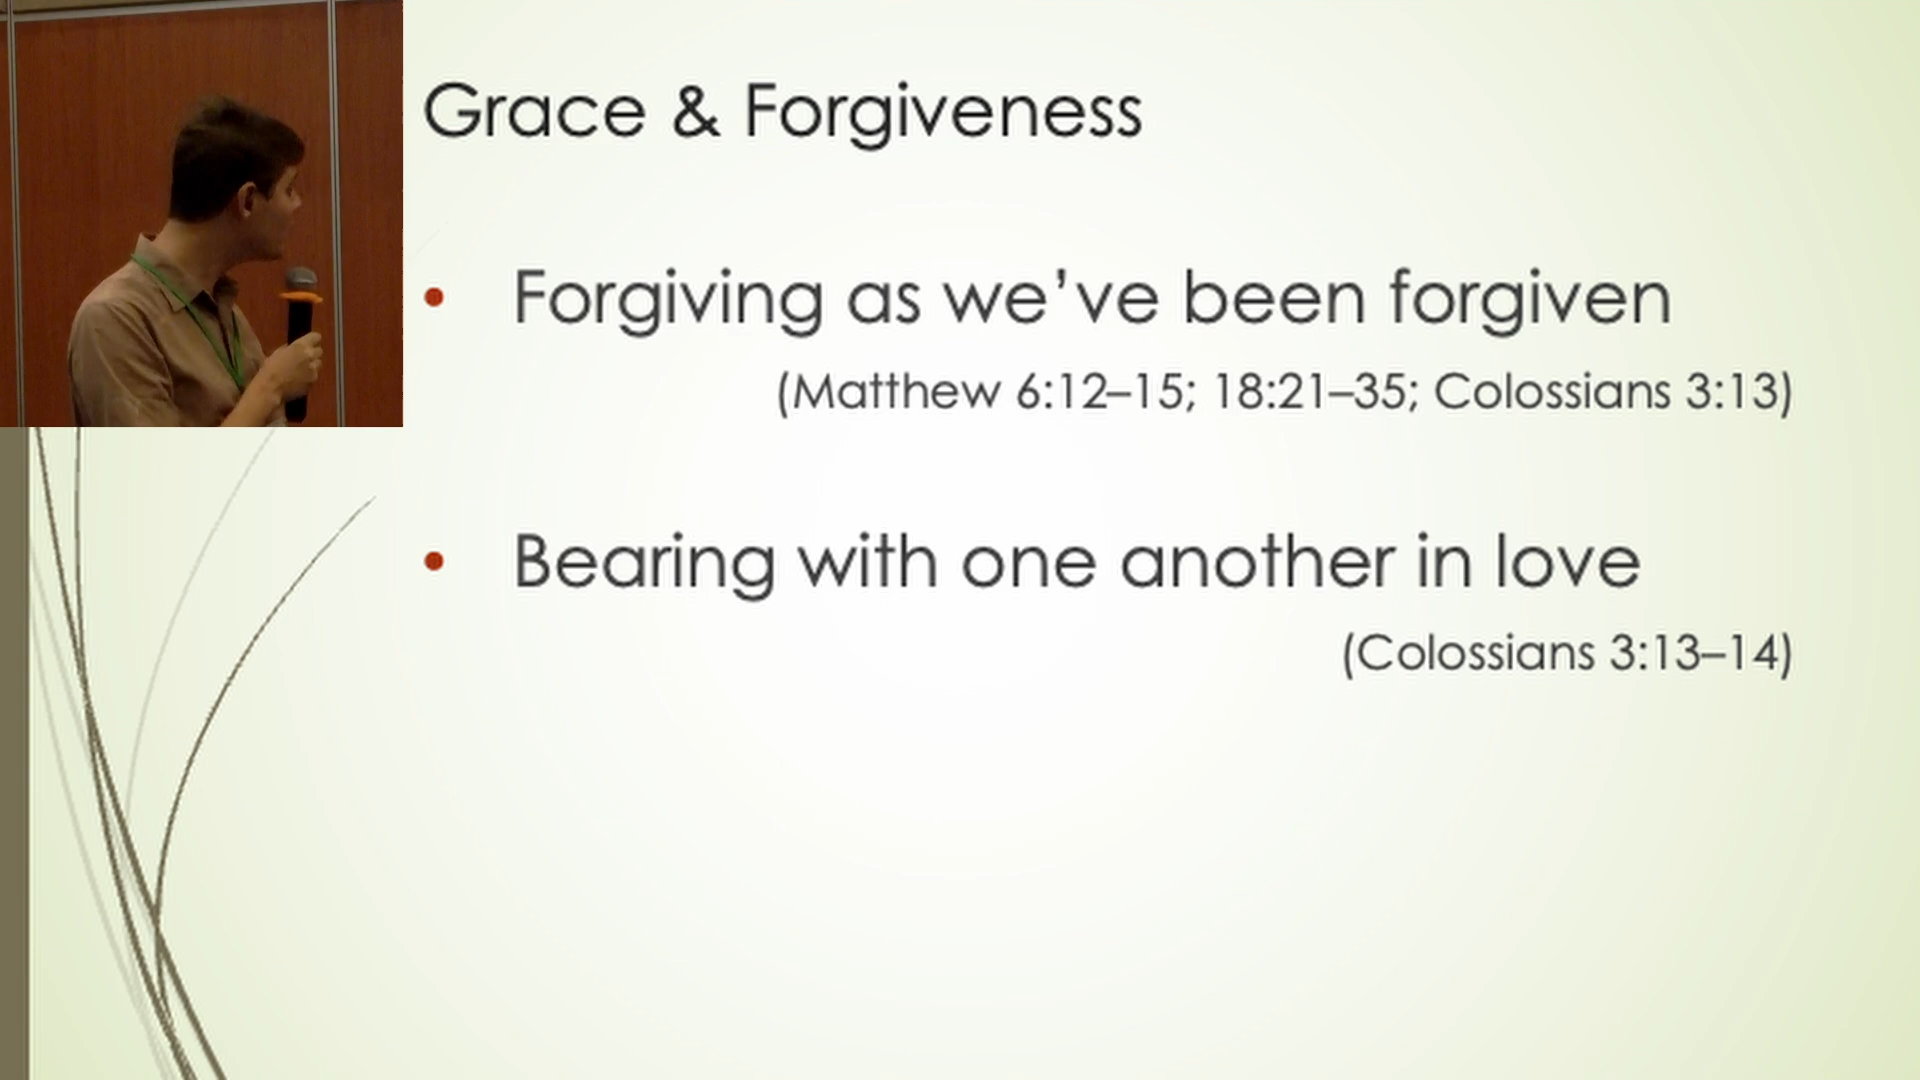 Grace & Forgiveness
• Forgiving as we’ve been forgiven
(Matthew 6:12–15; 18:21–35; Colossians 3:13)
• Bearing with one another in love
(Colossians 3:13–14)